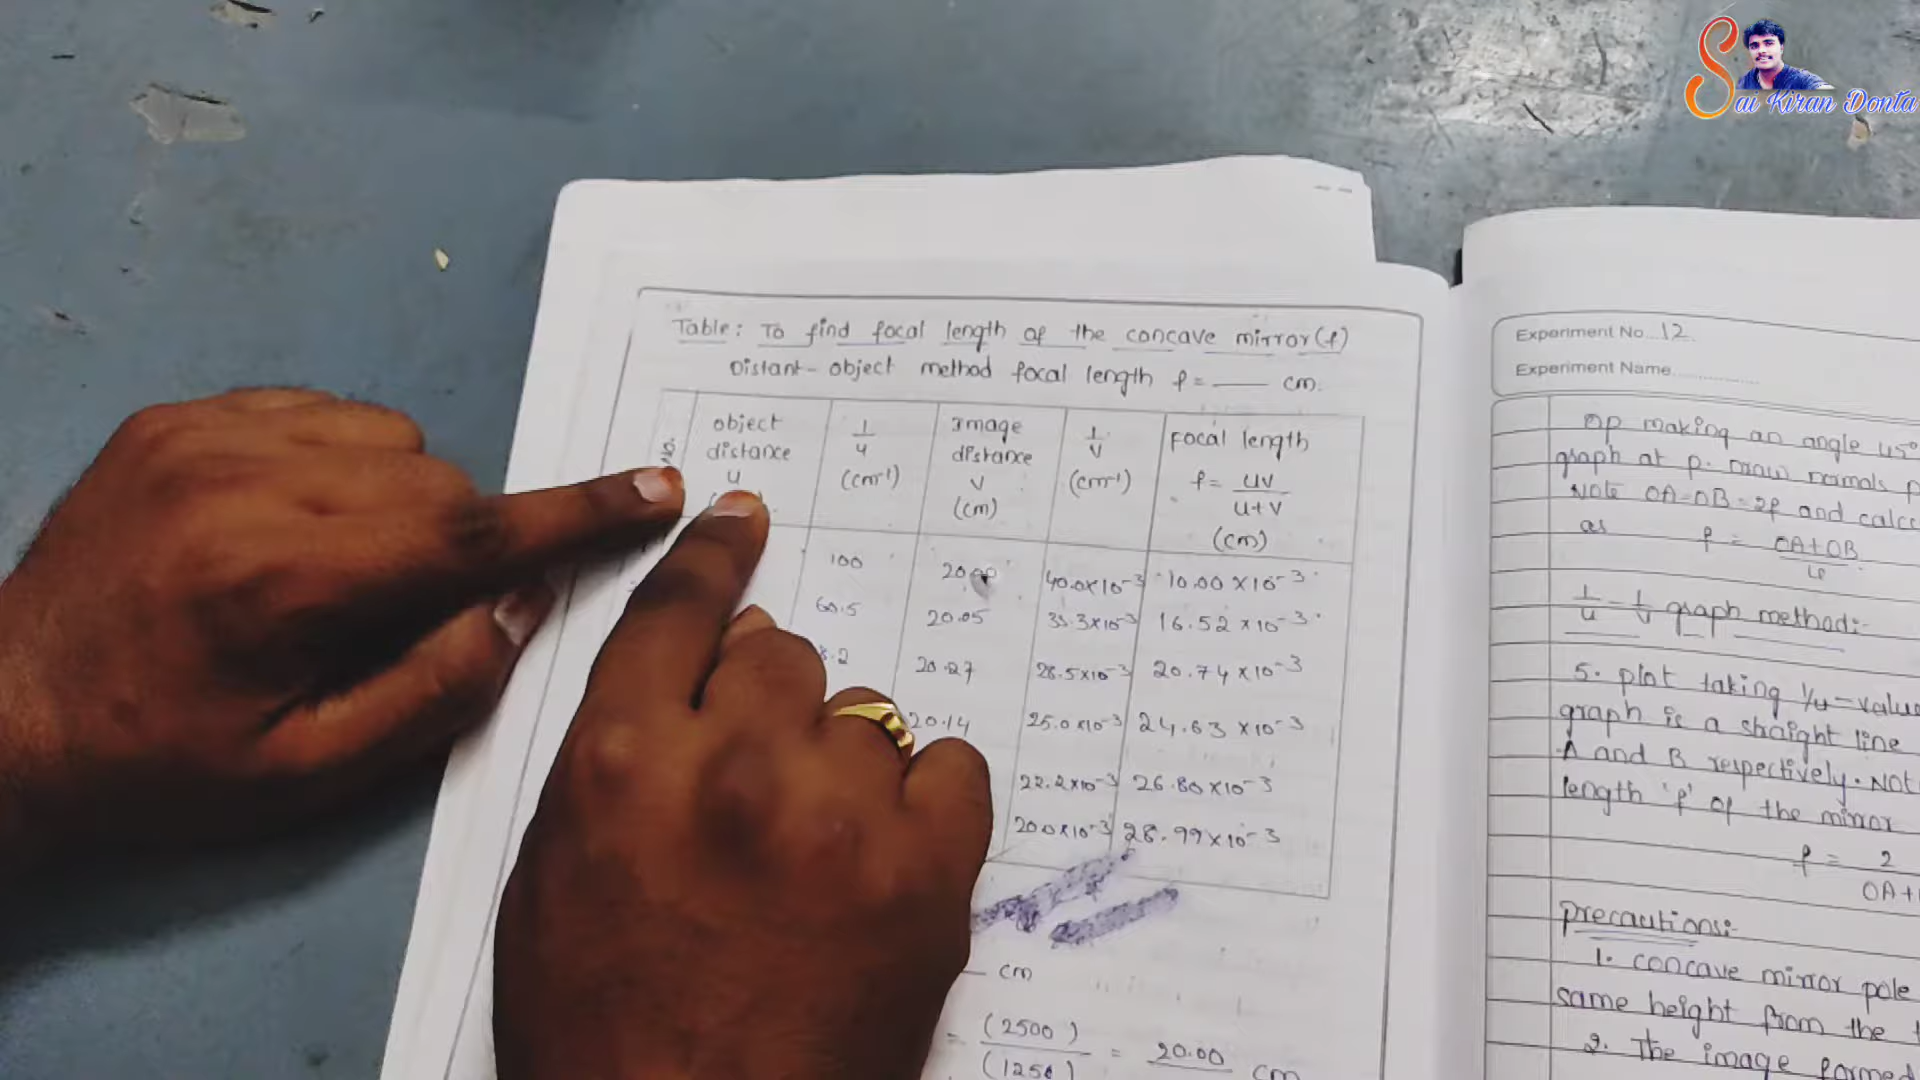 Sai Kiran Donta
Table: To find focal length of the concave mirror (f)
Distant-object method focal length f = ___ cm.
object distance u
1/u (cm-1)
Image distance v (cm)
1/v (cm-1)
Focal length f = uv/u+v (cm)
100 20.00 40.0x10-3 10.00 x10-3
60.5 20.05 33.3x10-3 16.52 x10-3
8.2 20.27 28.5x10-3 20.74 x10-3
20.14 25.0x10-3 24.63 x10-3
22.2x10-3 26.80x10-3
20.0x10-3 28.99x10-3
cm
= (2500)/(1250) = 20.00 cm
Experiment No. 12
Experiment Name
making an angle 45°
graph at p. Draw normals
Note OA=OB=2f and calc
as f = OA+OB/4
1/u - 1/v graph method:-
5. plot taking 1/u-value
graph is a straight line
A and B respectively. Not
length 'f' of the mirror
f = 2/OA+
precautions:-
1. concave mirror pole
same height from the
2. The image formed